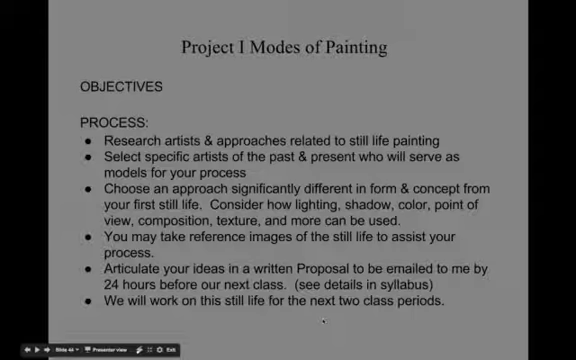 Project I Modes of Painting
OBJECTIVES
PROCESS:
● Research artists & approaches related to still life painting
● Select specific artists of the past & present who will serve as
models for your process
● Choose an approach significantly different in form & concept from
your first still life. Consider how lighting, shadow, color, point of
view, composition, texture, and more can be used.
● You may take reference images of the still life to assist your
process.
● Articulate your ideas in a written Proposal to be emailed to me by
24 hours before our next class. (see details in syllabus)
● We will work on this still life for the next two class periods.
Slide 44 Presenter view Exit